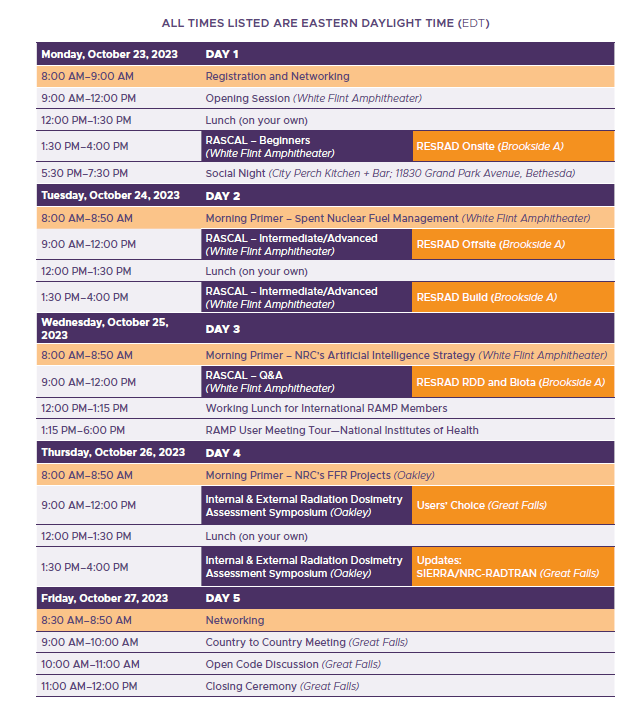 ALL TIMES LISTED ARE EASTERN DAYLIGHT TIME (EDT)
Monday, October 23, 2023 DAY 1
8:00 AM–9:00 AM Registration and Networking
9:00 AM–12:00 PM Opening Session (White Flint Amphitheater)
12:00 PM–1:30 PM Lunch (on your own)
1:30 PM–4:00 PM
RASCAL – Beginners
(White Flint Amphitheater)
RESRAD Onsite (Brookside A)
5:30 PM–7:30 PM Social Night (City Perch Kitchen + Bar; 11830 Grand Park Avenue, Bethesda)
Tuesday, October 24, 2023 DAY 2
8:00 AM–8:50 AM Morning Primer – Spent Nuclear Fuel Management (White Flint Amphitheater)
9:00 AM–12:00 PM
RASCAL – Intermediate/Advanced
(White Flint Amphitheater)
RESRAD Offsite (Brookside A)
12:00 PM–1:30 PM Lunch (on your own)
1:30 PM–4:00 PM
RASCAL – Intermediate/Advanced
(White Flint Amphitheater)
RESRAD Build (Brookside A)
Wednesday, October 25,
2023
DAY 3
8:00 AM–8:50 AM Morning Primer – NRC's Artificial Intelligence Strategy (White Flint Amphitheater)
9:00 AM–12:00 PM
RASCAL – Q&A
(White Flint Amphitheater)
RESRAD RDD and Biota (Brookside A)
12:00 PM–1:15 PM Working Lunch for International RAMP Members
1:15 PM–6:00 PM RAMP User Meeting Tour—National Institutes of Health
Thursday, October 26, 2023 DAY 4
8:00 AM–8:50 AM Morning Primer – NRC's FFR Projects (Oakley)
9:00 AM–12:00 PM
Internal & External Radiation Dosimetry
Assessment Symposium (Oakley)
Users' Choice (Great Falls)
12:00 PM–1:30 PM Lunch (on your own)
1:30 PM–4:00 PM
Internal & External Radiation Dosimetry
Assessment Symposium (Oakley)
Updates:
SIERRA/NRC-RADTRAN (Great Falls)
Friday, October 27, 2023 DAY 5
8:30 AM–8:50 AM Networking
9:00 AM–10:00 AM Country to Country Meeting (Great Falls)
10:00 AM–11:00 AM Open Code Discussion (Great Falls)
11:00 AM–12:00 PM Closing Ceremony (Great Falls)